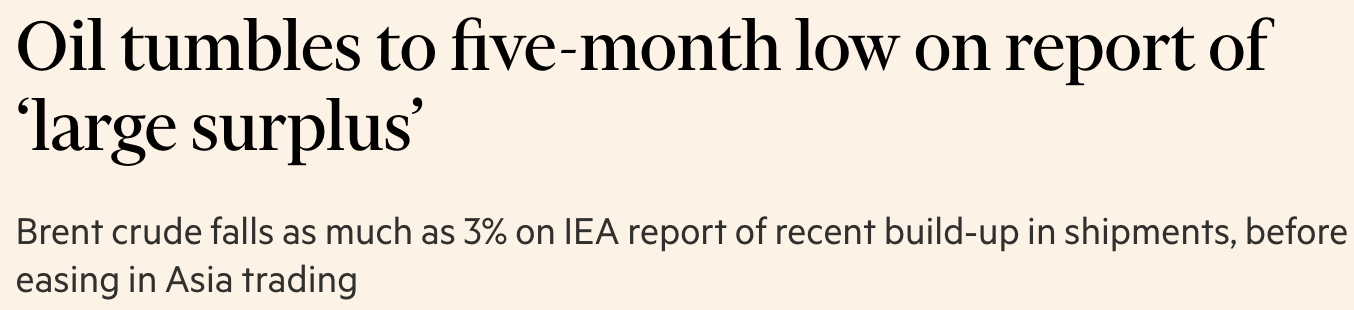 Oil tumbles to five-month low on report of
‘large surplus’
Brent crude falls as much as 3% on IEA report of recent build-up in shipments, before
easing in Asia trading